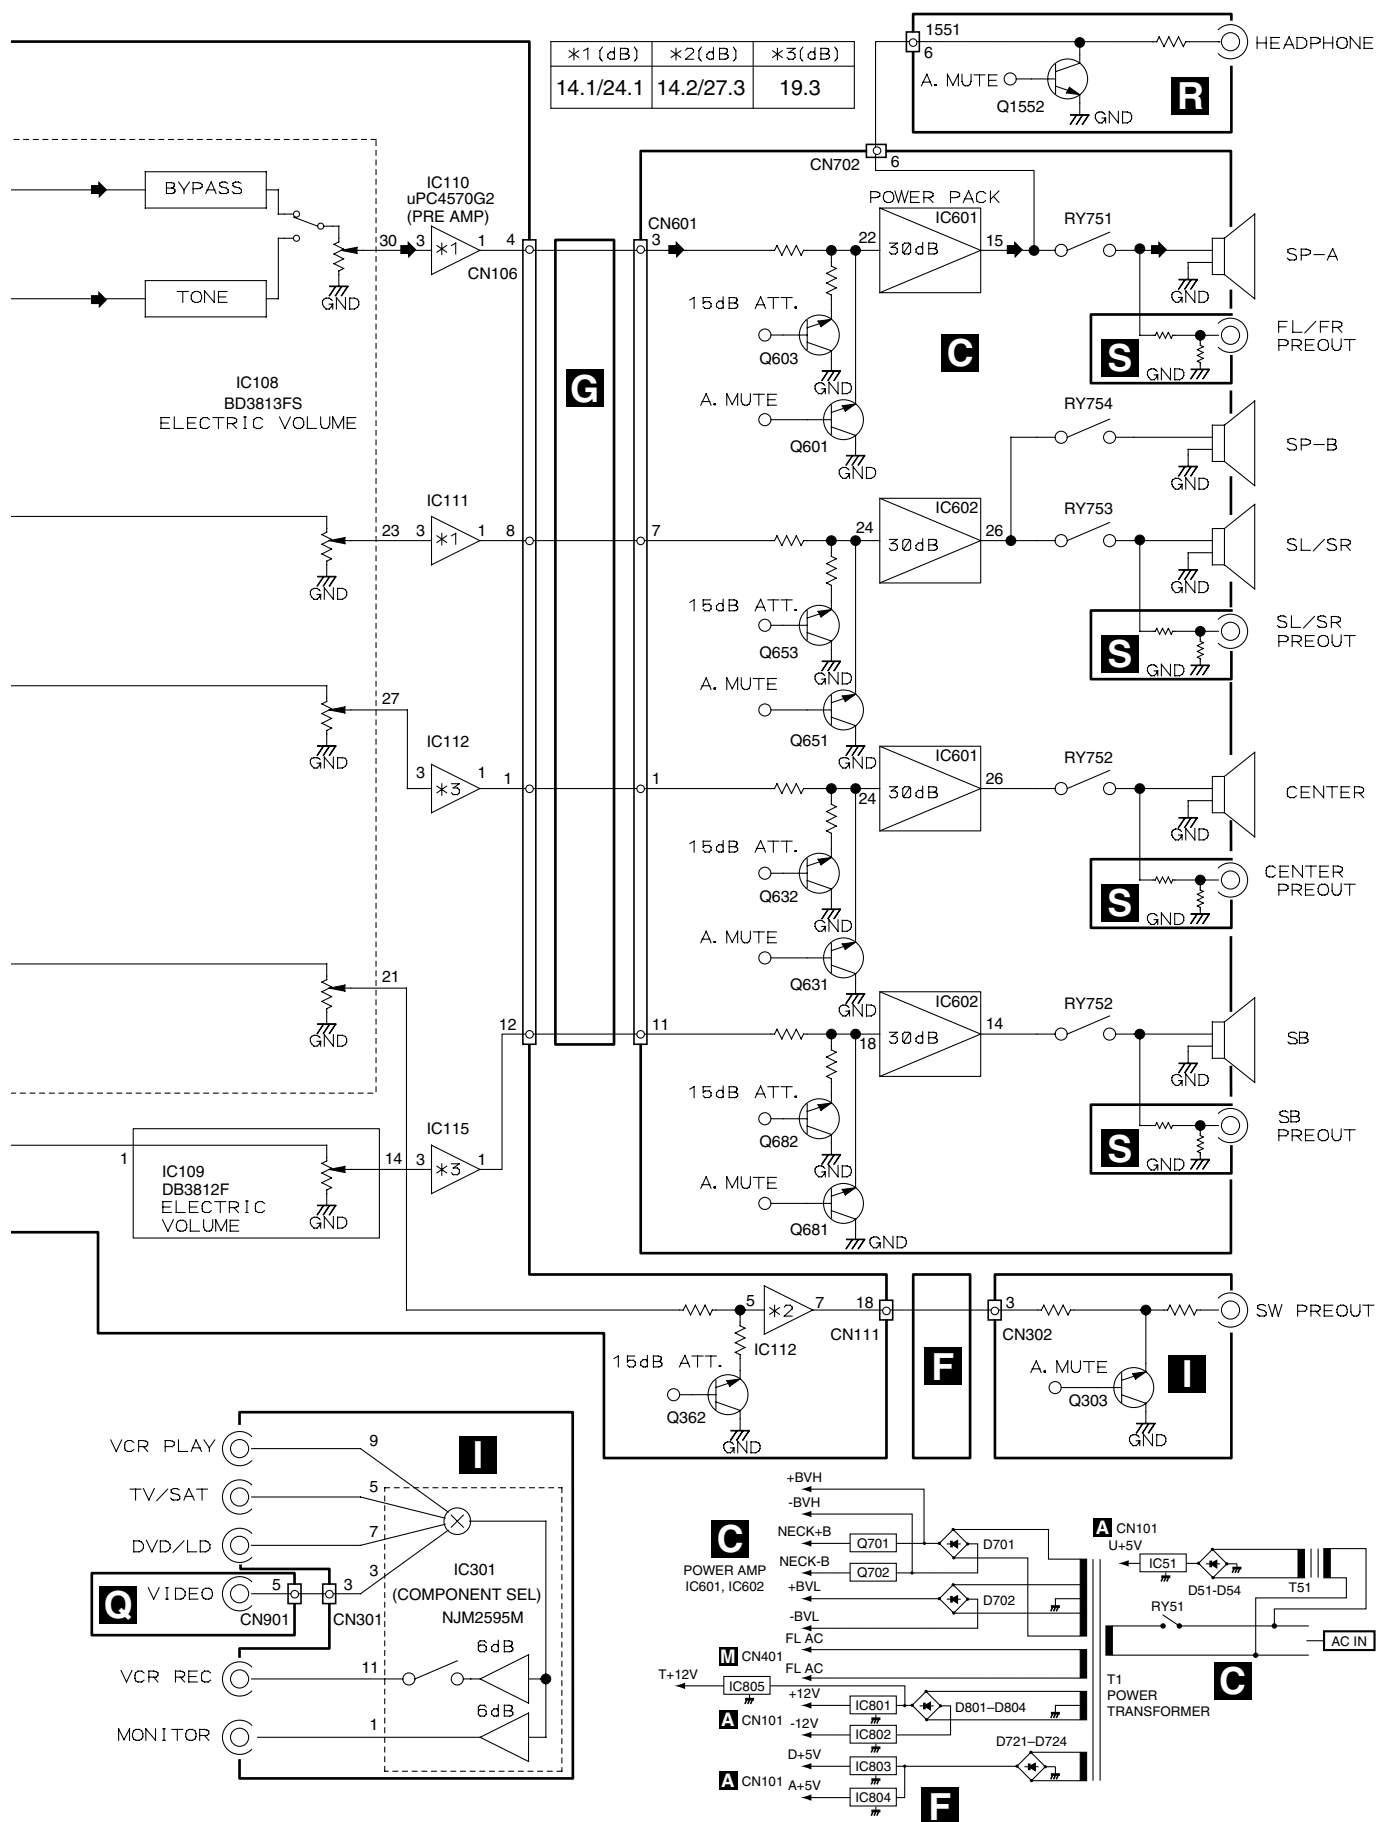 1551
6
HEADPHONE
A. MUTE
Q1552
GND
R
*1(dB) *2(dB) *3(dB)
14.1/24.1 14.2/27.3 19.3
CN702
6
BYPASS
TONE
30
3
IC110
uPC4570G2
(PRE AMP)
*1
1
4
CN106
GND
CN601
3
POWER PACK
IC601
22
30dB
15
RY751
SP-A
GND
15dB ATT.
Q603
GND
C
S
FL/FR
PREOUT
GND
IC108
BD3813FS
ELECTRIC VOLUME
G
A. MUTE
Q601
GND
RY754
SP-B
GND
IC111
23
3
*1
1
8
GND
7
IC602
24
30dB
26
RY753
SL/SR
GND
15dB ATT.
Q653
GND
S
SL/SR
PREOUT
GND
A. MUTE
Q651
GND
27
GND
IC112
3
*3
1
1
1
IC601
24
30dB
26
RY752
CENTER
GND
15dB ATT.
Q632
GND
S
CENTER
PREOUT
GND
A. MUTE
Q631
GND
21
GND
12
11
IC602
18
30dB
14
RY752
SB
GND
15dB ATT.
Q682
GND
S
SB
PREOUT
GND
1
IC109
DB3812F
ELECTRIC
VOLUME
GND
14
3
IC115
*3
1
A. MUTE
Q681
GND
5
*2
7
18
IC112
CN111
15dB ATT.
Q362
GND
F
3
CN302
SW PREOUT
A. MUTE
Q303
GND
I
VCR PLAY
9
I
TV/SAT
5
DVD/LD
7
Q
VIDEO
5
3
3
CN901
CN301
IC301
(COMPONENT SEL)
NJM2595M
VCR REC
11
6dB
MONITOR
1
6dB
+BVH
-BVH
C
POWER AMP
IC601, IC602
NECK+B
Q701
D701
NECK-B
Q702
+BVL
D702
-BVL
FL AC
M CN401
FL AC
T+12V
IC805
+12V
IC801
D801–D804
A CN101
-12V
IC802
D+5V
IC803
D721–D724
A CN101
A+5V
IC804
F
A CN101
U+5V
IC51
D51-D54
T51
RY51
AC IN
C
T1
POWER
TRANSFORMER